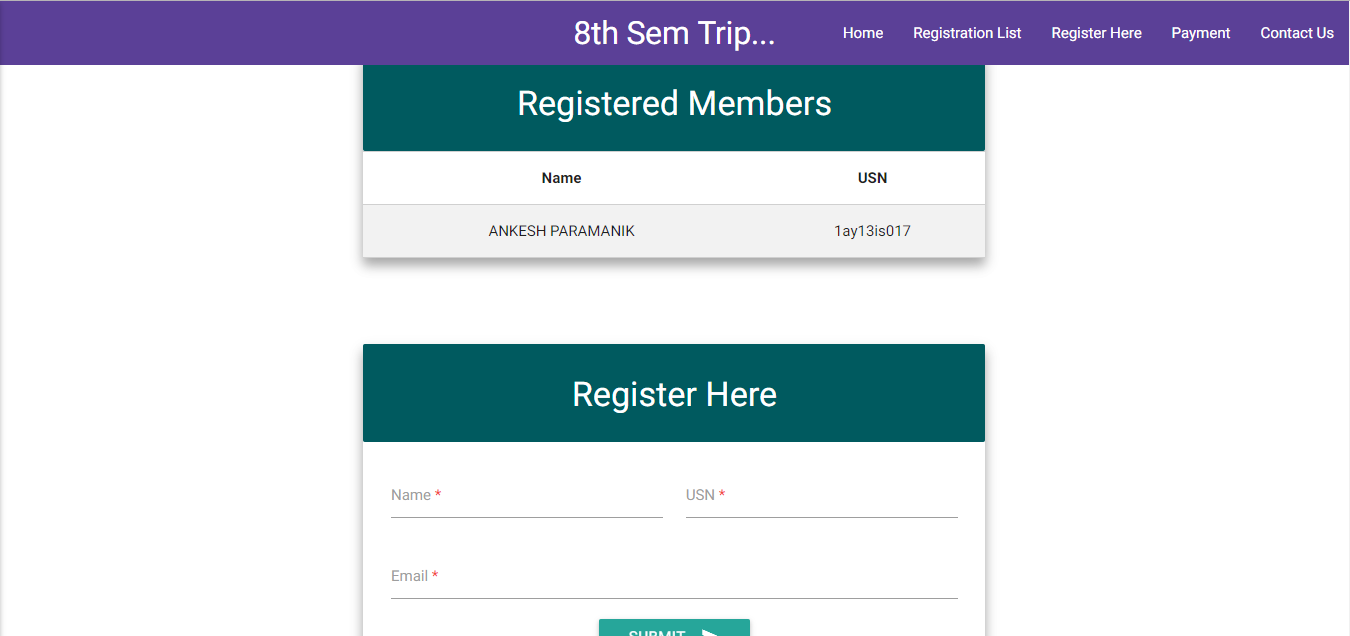 8th Sem Trip... Home Registration List Register Here Payment Contact Us
Registered Members
Name USN
ANKESH PARAMANIK 1ay13is017
Register Here
Name * USN *
Email *
SUBMIT